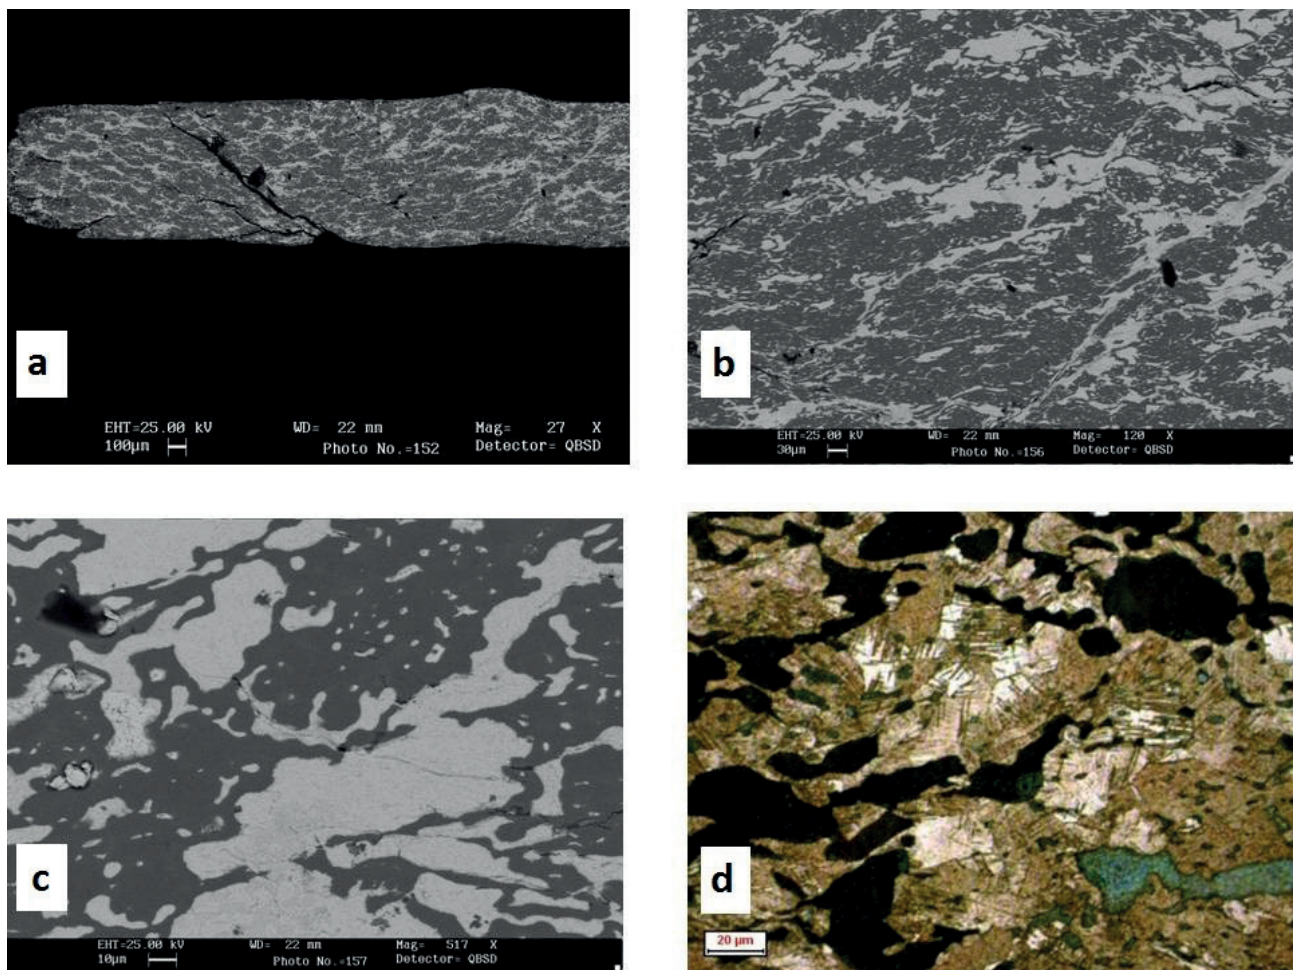 a
EHT=25.00 kV WD= 22 mm Mag= 27 X
100µm Photo No.=152 Detector= QBSD
b
EHT=25.00 kV WD= 22 mm Mag= 120 X
30µm Photo No.=156 Detector= QBSD
c
EHT=25.00 kV WD= 22 mm Mag= 517 X
10µm Photo No.=157 Detector= QBSD
d
20 µm